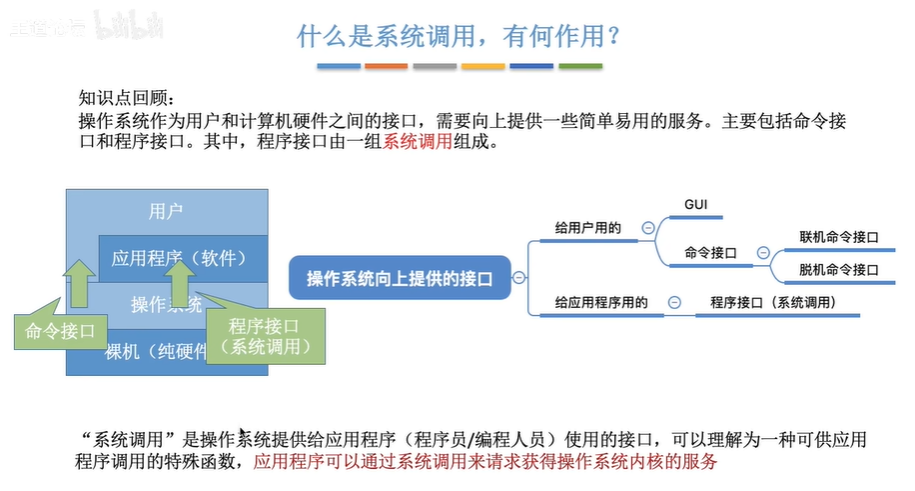 什么是系统调用，有何作用？
知识点回顾：
操作系统作为用户和计算机硬件之间的接口，需要向上提供一些简单易用的服务。主要包括命令接
口和程序接口。其中，程序接口由一组系统调用组成。
用户
应用程序（软件）
操作系统
裸机（纯硬件
命令接口
程序接口
（系统调用）
操作系统向上提供的接口
给用户用的
GUI
命令接口
联机命令接口
脱机命令接口
给应用程序用的
程序接口（系统调用）
“系统调用”是操作系统提供给应用程序（程序员/编程人员）使用的接口，可以理解为一种可供应用
程序调用的特殊函数，应用程序可以通过系统调用来请求获得操作系统内核的服务
bilibili